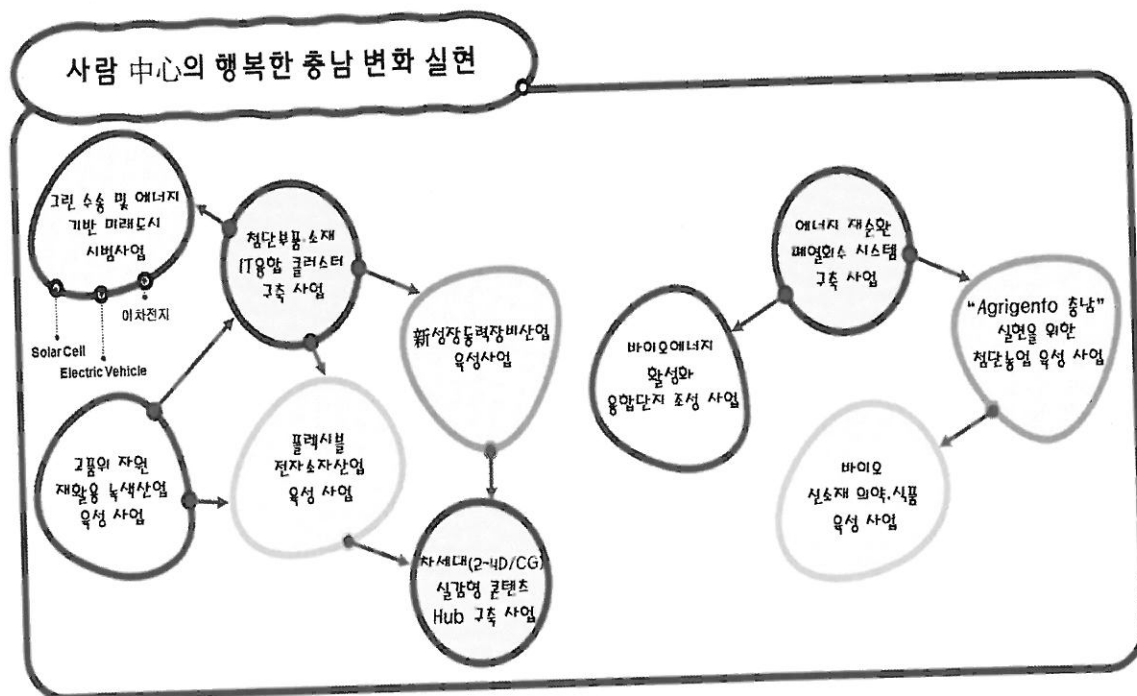 사람 中心의 행복한 충남 변화 실현
그린 수송 및 에너지
기반 미래도시
시범사업
이차전지
Solar Cell
Electric Vehicle
첨단부품·소재
IT융합 클러스터
구축 사업
新성장동력장비산업
육성사업
고품위 자원
재활용 녹색산업
육성 사업
플레시블
전자소자산업
육성 사업
차세대(2~4D/CG)
실감형 콘텐츠
Hub 구축 사업
에너지 재순환
폐열회수 시스템
구축 사업
바이오에너지
활성화
융합단지 조성 사업
“Agrigento 충남”
실현을 위한
첨단농업 육성 사업
바이오
신소재 의약.식품
육성 사업